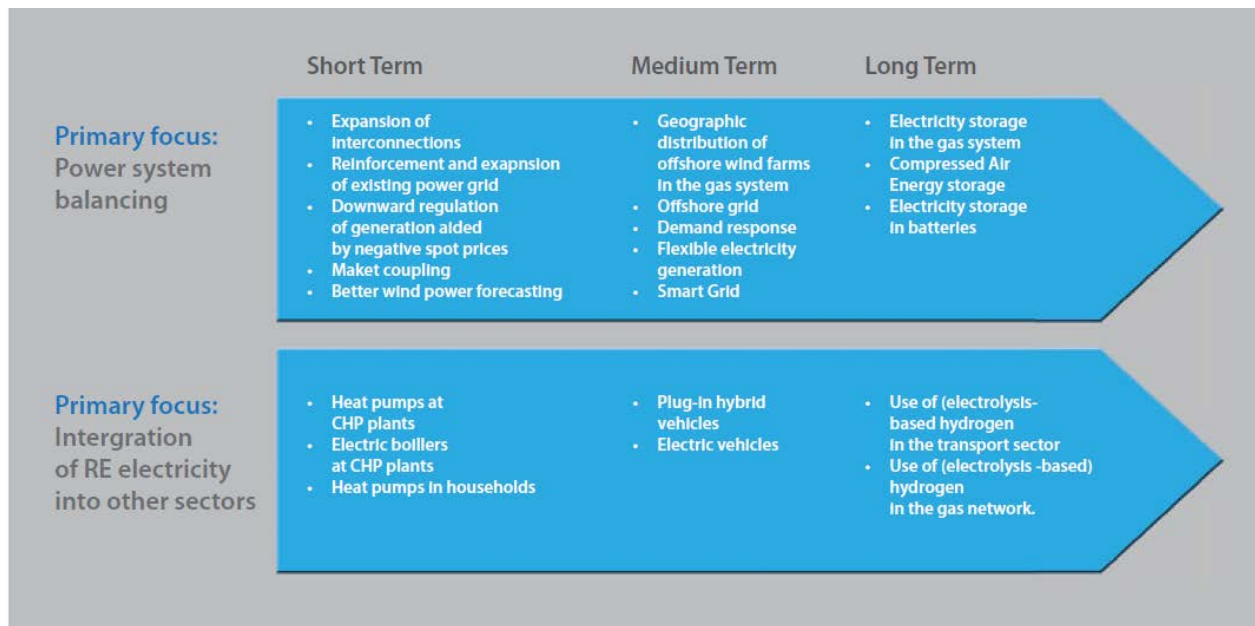 Short Term
Medium Term
Long Term
Primary focus:
Power system
balancing
• Expansion of
interconnections
• Reinforcement and exapnsion
of existing power grid
• Downward regulation
of generation aided
by negative spot prices
• Maket coupling
• Better wind power forecasting
• Geographic
distribution of
offshore wind farms
in the gas system
• Offshore grid
• Demand response
• Flexible electricity
generation
• Smart Grid
• Electricity storage
in the gas system
• Compressed Air
Energy storage
• Electricity storage
in batteries
Primary focus:
Intergration
of RE electricity
into other sectors
• Heat pumps at
CHP plants
• Electric boillers
at CHP plants
• Heat pumps in households
• Plug-in hybrid
vehicles
• Electric vehicles
• Use of (electrolysis-
based hydrogen
in the transport sector
• Use of (electrolysis -based)
hydrogen
in the gas network.